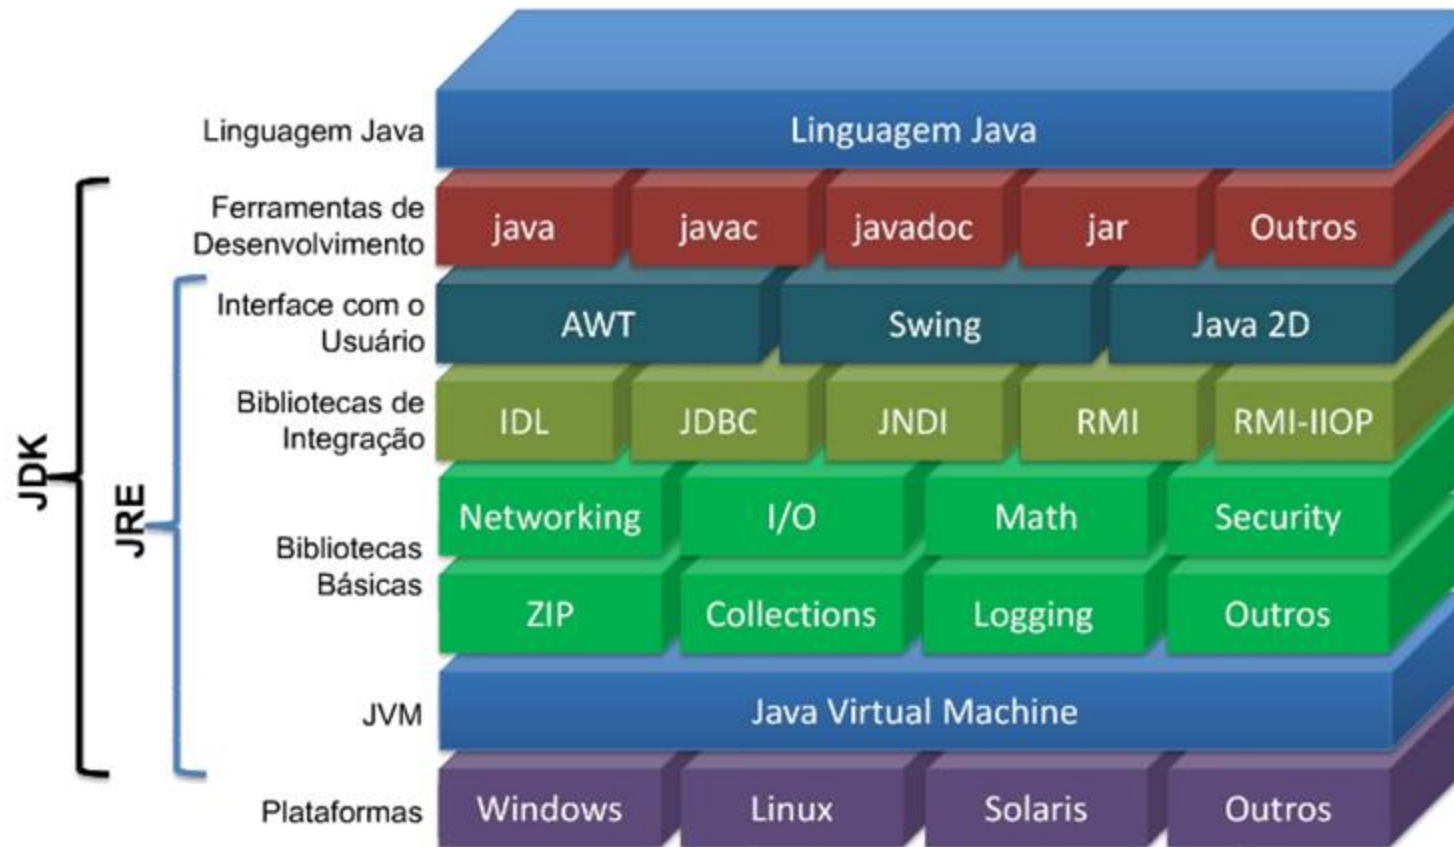 Linguagem Java
Linguagem Java
Ferramentas de
Desenvolvimento
java
javac
javadoc
jar
Outros
Interface com o
Usuário
AWT
Swing
Java 2D
Bibliotecas de
Integração
IDL
JDBC
JNDI
RMI
RMI-IIOP
JDK
JRE
Bibliotecas
Básicas
Networking
I/O
Math
Security
ZIP
Collections
Logging
Outros
JVM
Java Virtual Machine
Plataformas
Windows
Linux
Solaris
Outros